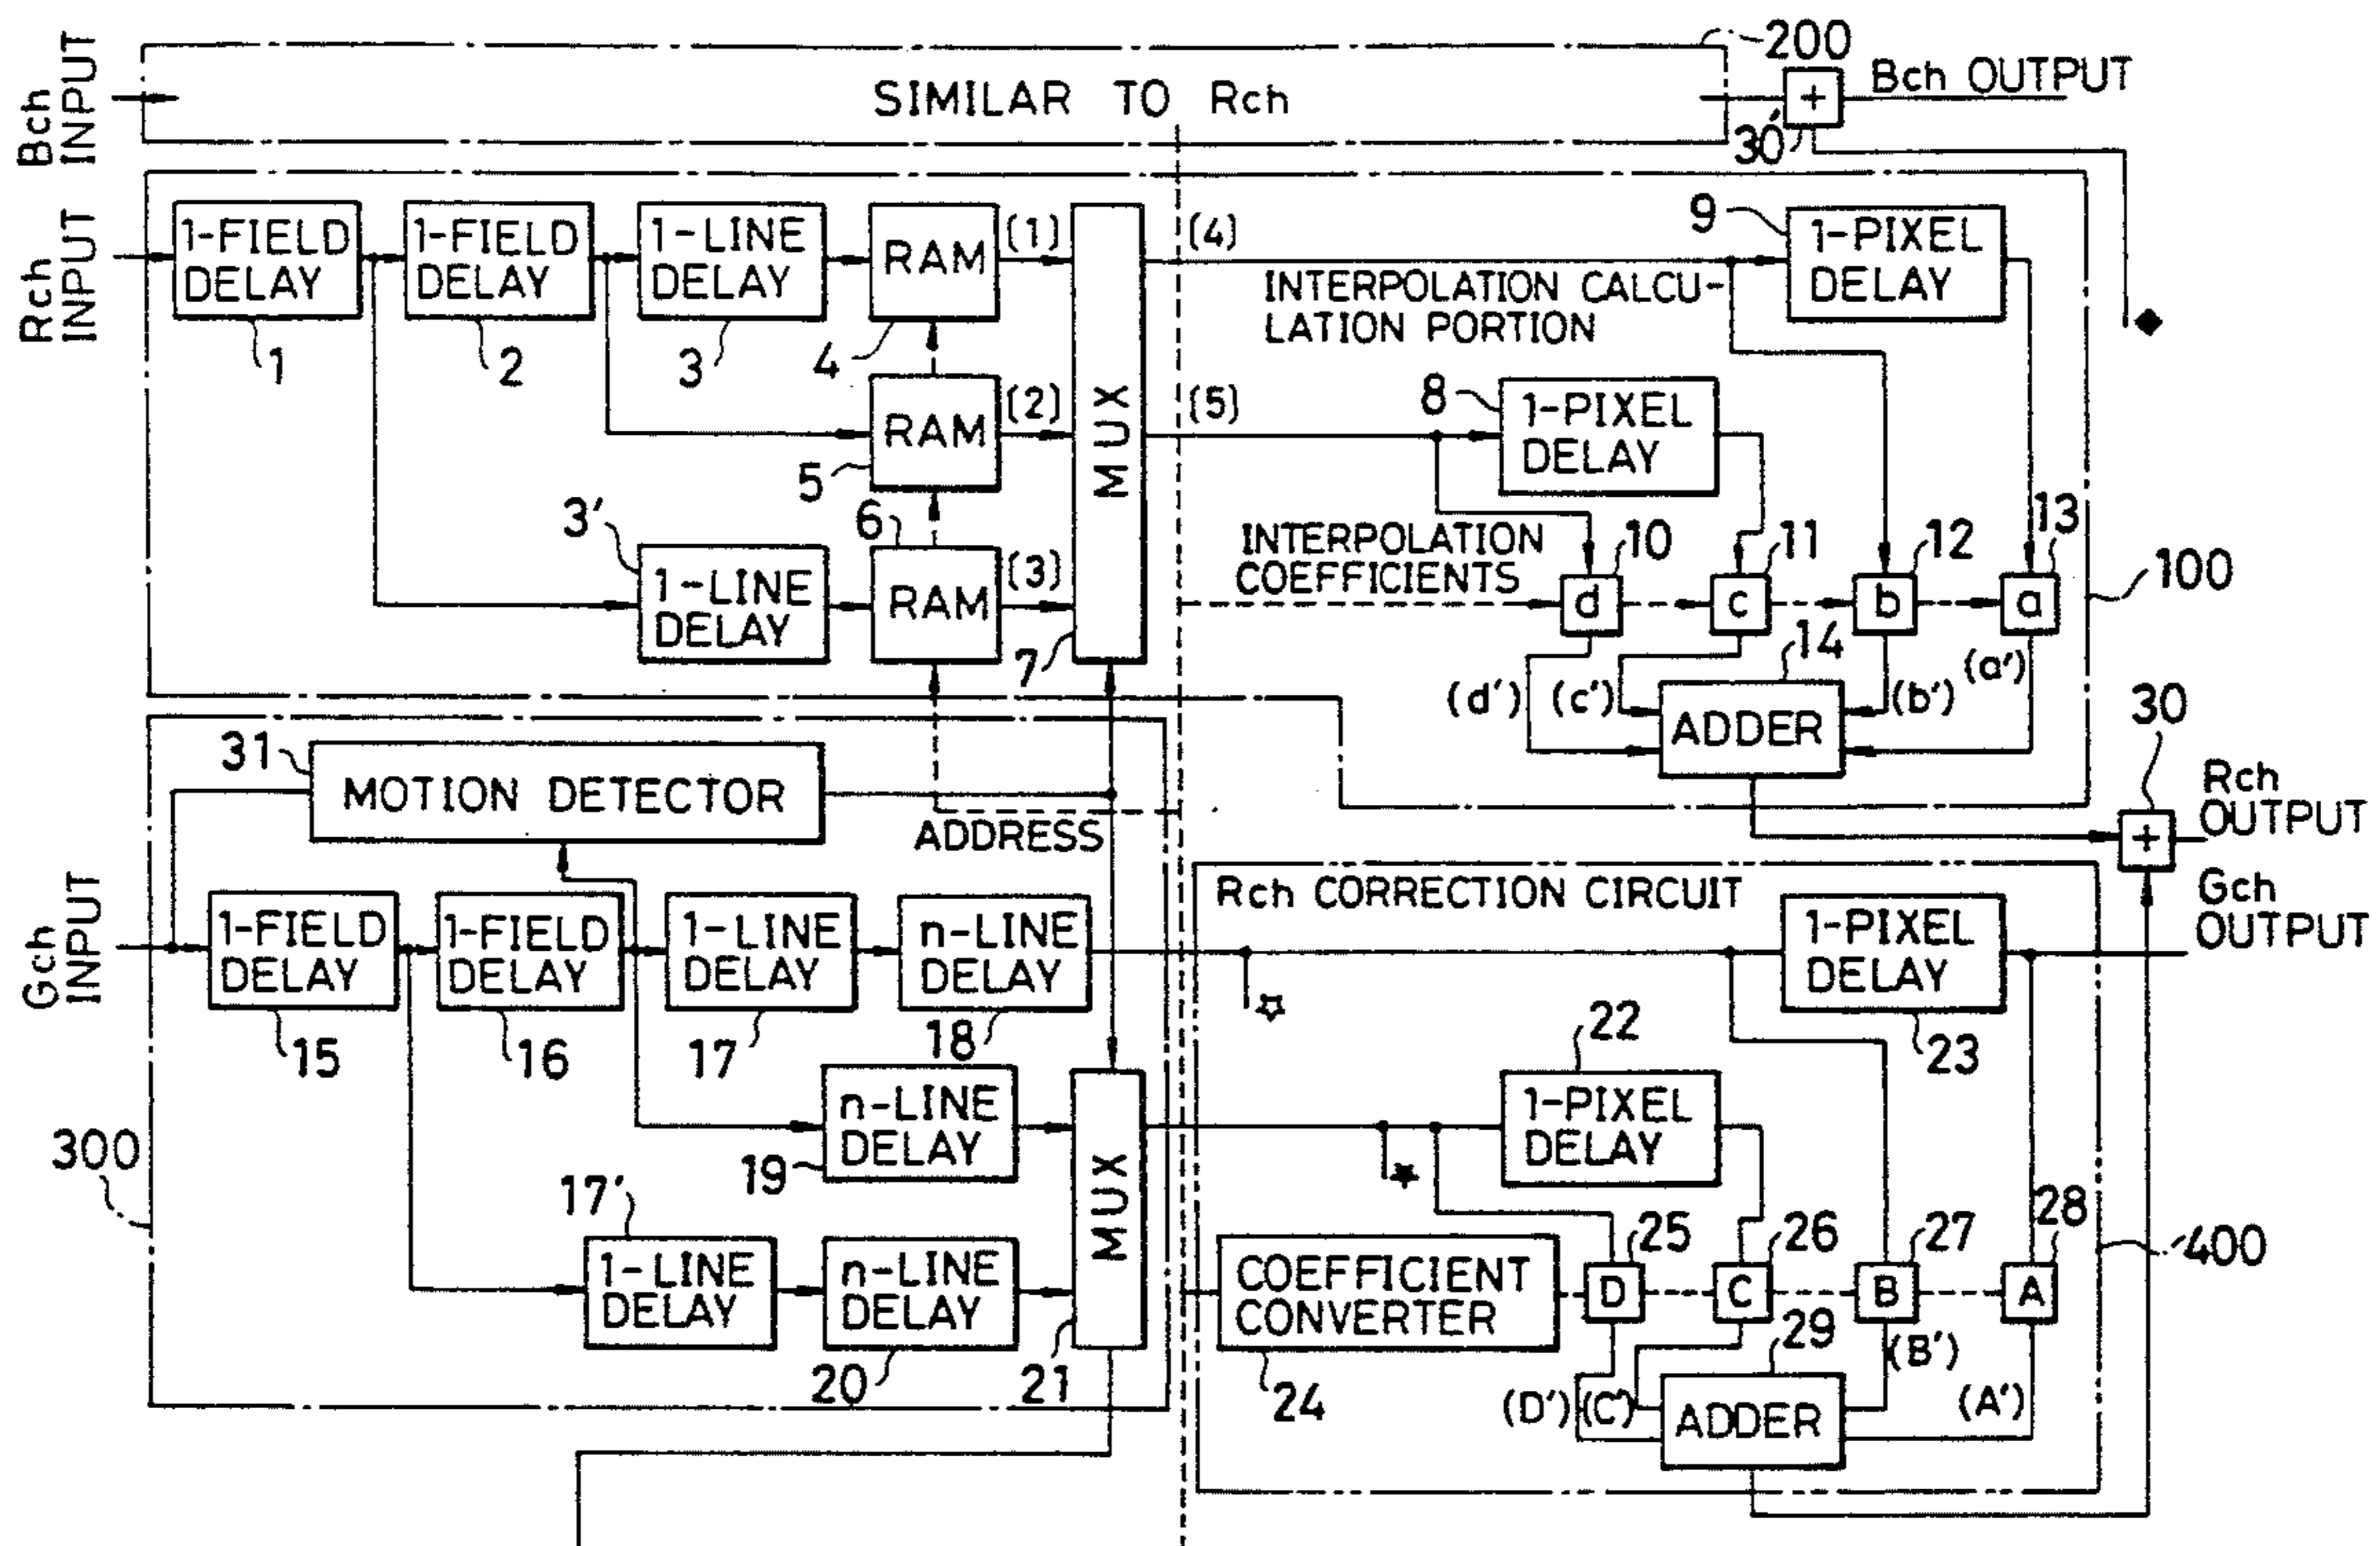 Bch INPUT
SIMILAR TO Rch
200
+
30'
Bch OUTPUT
Rch INPUT
1-FIELD DELAY
1
1-FIELD DELAY
2
1-LINE DELAY
3
RAM
4
(1)
RAM
5
(2)
3'
1-LINE DELAY
6
RAM
(3)
MUX
7
(4)
INTERPOLATION CALCU-
LATION PORTION
9
1-PIXEL DELAY
(5)
8
1-PIXEL DELAY
INTERPOLATION
COEFFICIENTS
d
10
c
11
b
12
a
13
100
(d')
(c')
(b')
(a')
14
ADDER
30
+
Rch OUTPUT
31
MOTION DETECTOR
ADDRESS
Gch INPUT
1-FIELD DELAY
15
1-FIELD DELAY
16
1-LINE DELAY
17
n-LINE DELAY
18
n-LINE DELAY
19
17'
1-LINE DELAY
n-LINE DELAY
20
MUX
21
300
Rch CORRECTION CIRCUIT
1-PIXEL DELAY
23
Gch OUTPUT
22
1-PIXEL DELAY
COEFFICIENT CONVERTER
24
D
25
C
26
B
27
A
28
400
(D')
(C')
(B')
(A')
29
ADDER